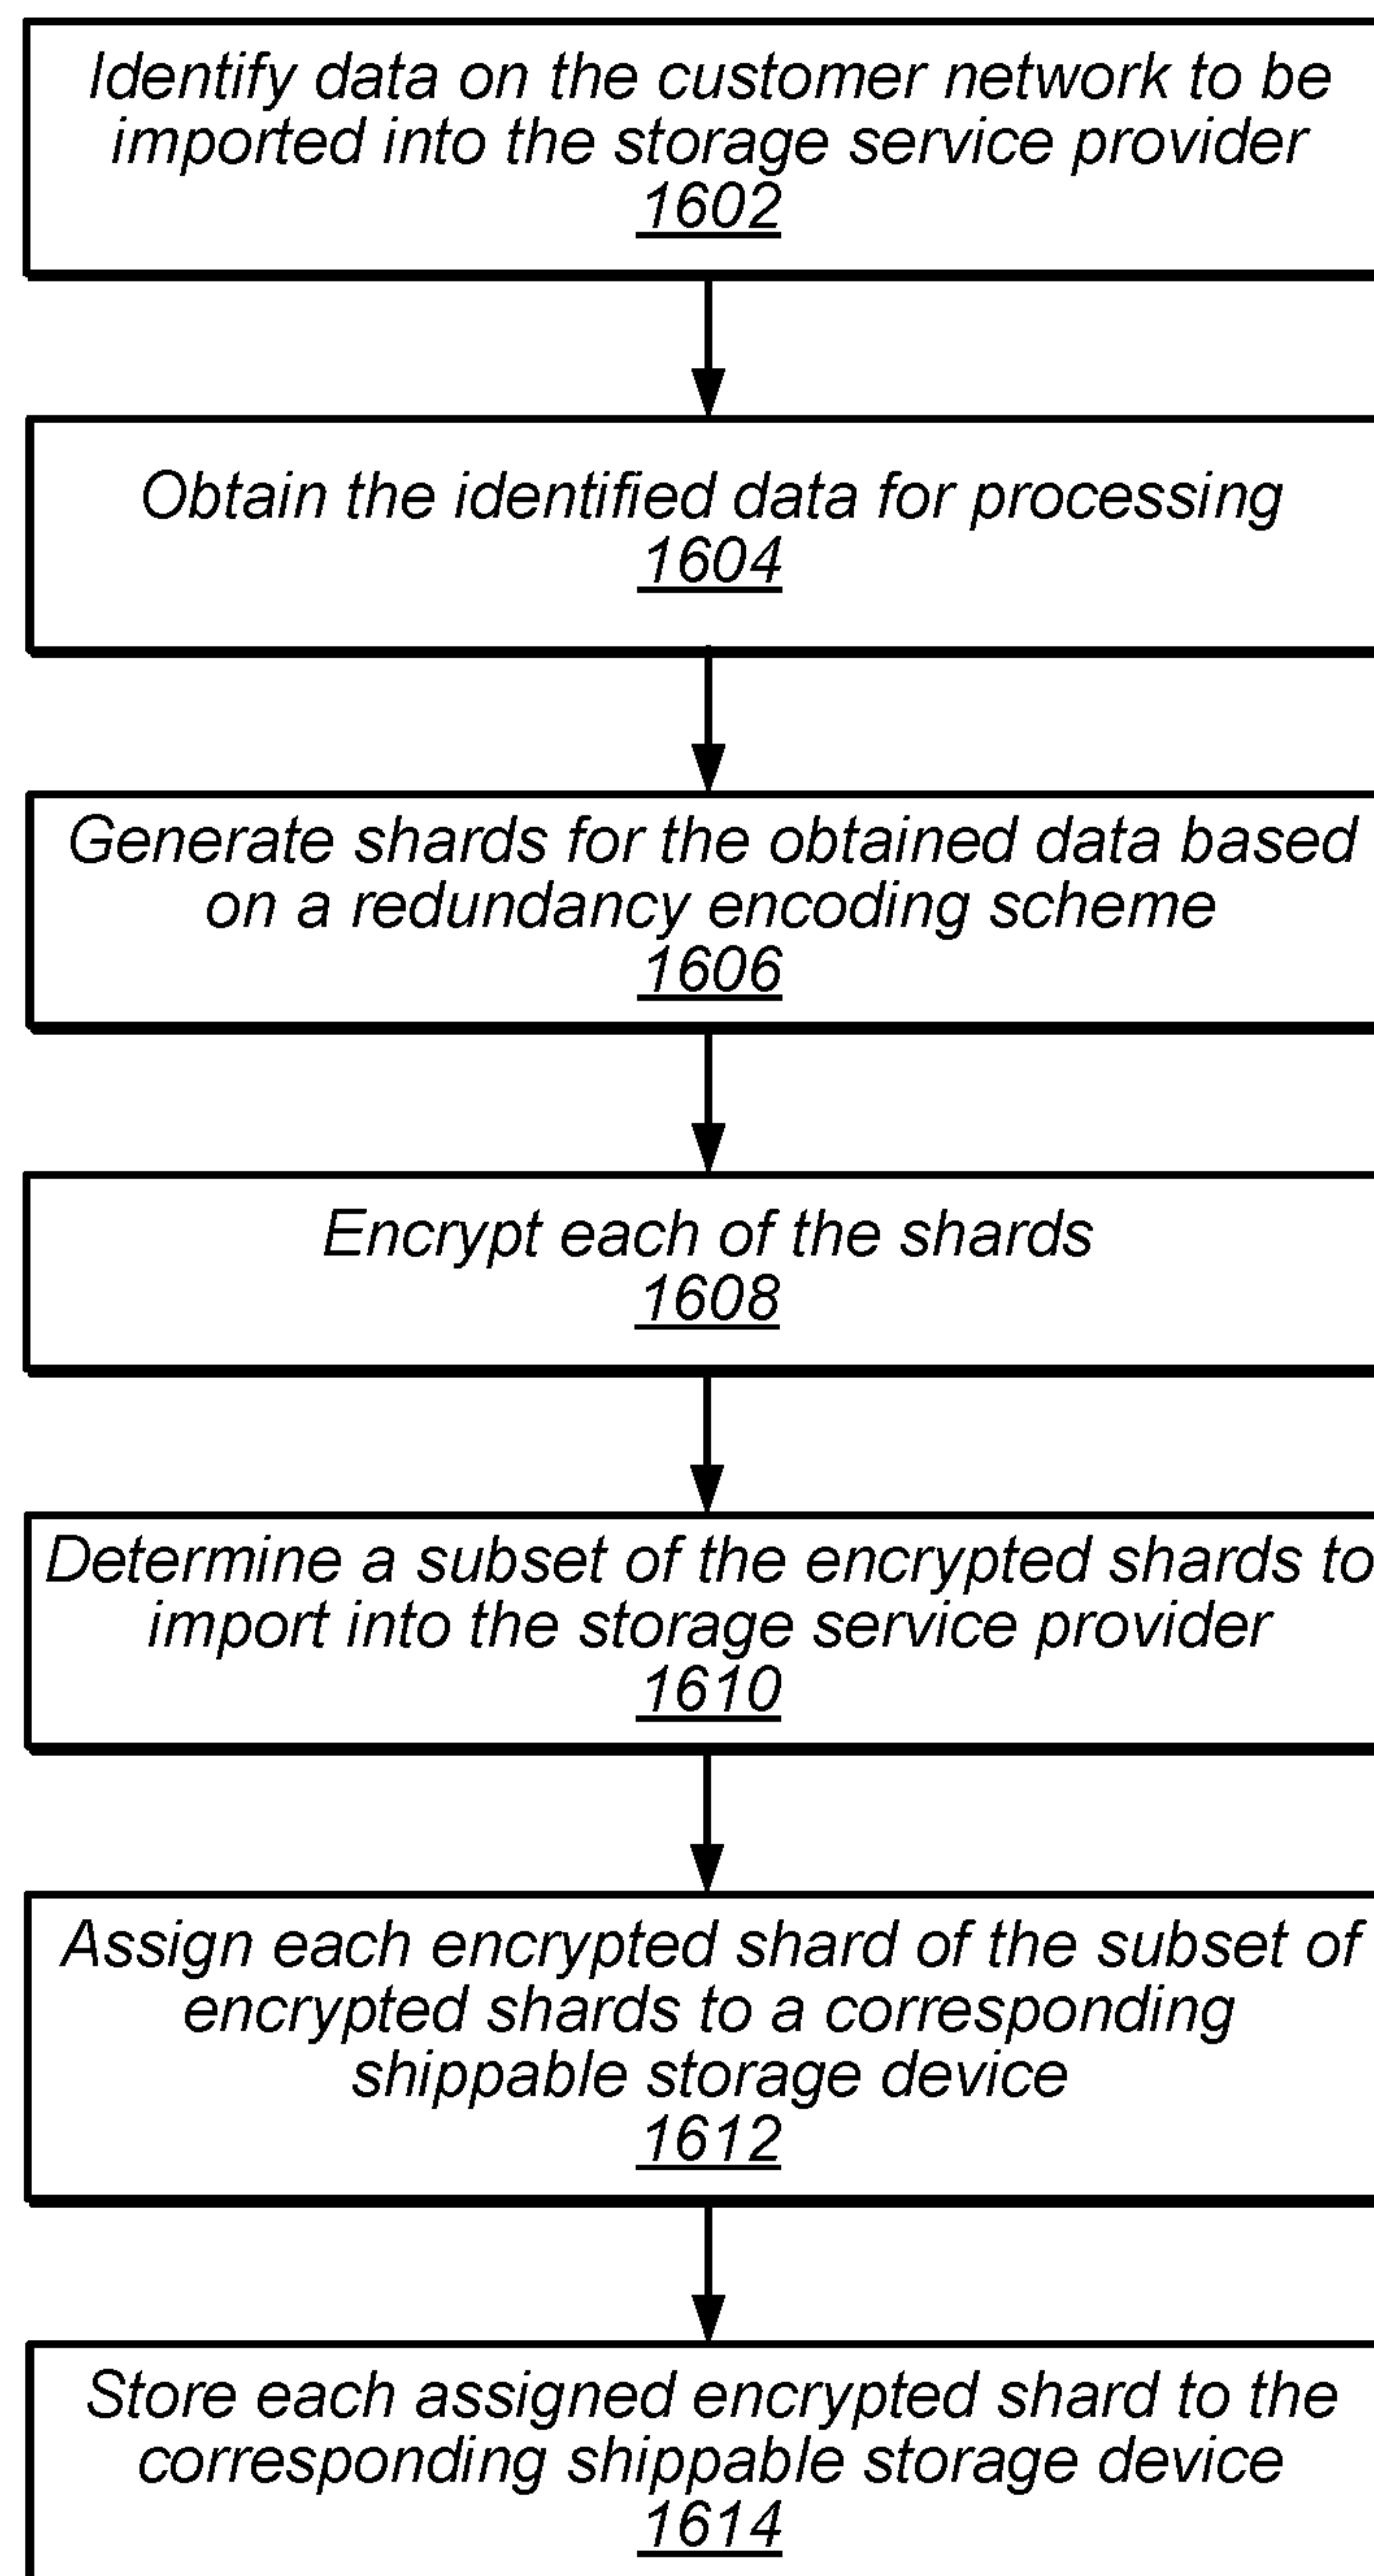 Identify data on the customer network to be
imported into the storage service provider
1602
Obtain the identified data for processing
1604
Generate shards for the obtained data based
on a redundancy encoding scheme
1606
Encrypt each of the shards
1608
Determine a subset of the encrypted shards to
import into the storage service provider
1610
Assign each encrypted shard of the subset of
encrypted shards to a corresponding
shippable storage device
1612
Store each assigned encrypted shard to the
corresponding shippable storage device
1614